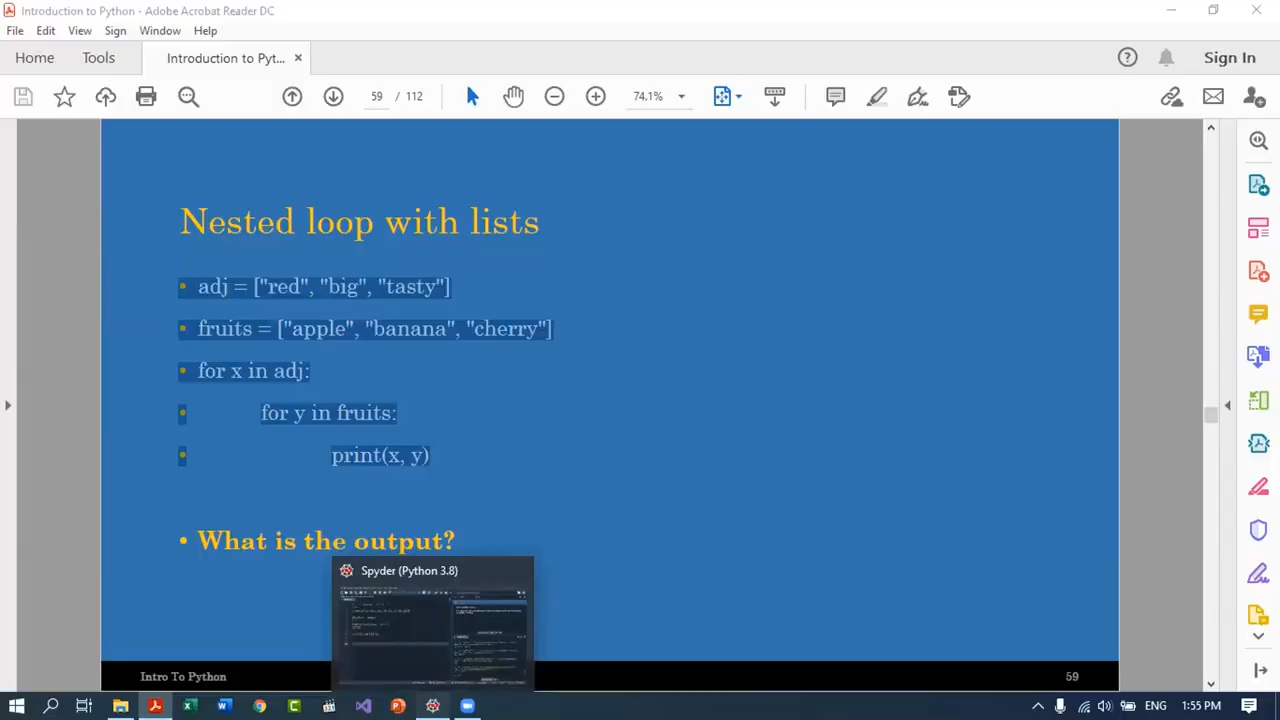 Introduction to Python - Adobe Acrobat Reader DC
File Edit View Sign Window Help
Home Tools Introduction to Pyt... Sign In
59 / 112 74,1%
Nested loop with lists
• adj = ["red", "big", "tasty"]
• fruits = ["apple", "banana", "cherry"]
• for x in adj:
• for y in fruits:
• print(x, y)
• What is the output?
Spyder (Python 3.8)
Intro To Python 59
ENG 1:55 PM